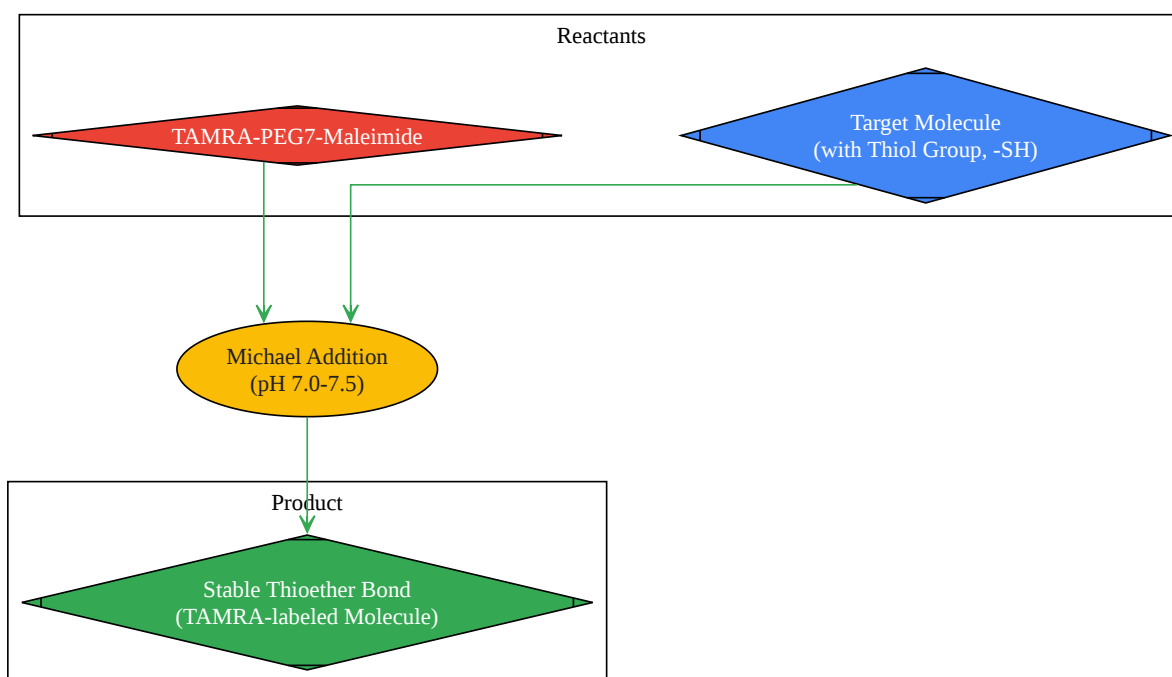 Reactants
TAMRA-PEG7-Maleimide
Target Molecule
(with Thiol Group, -SH)
Michael Addition
(pH 7.0-7.5)
Product
Stable Thioether Bond
(TAMRA-labeled Molecule)